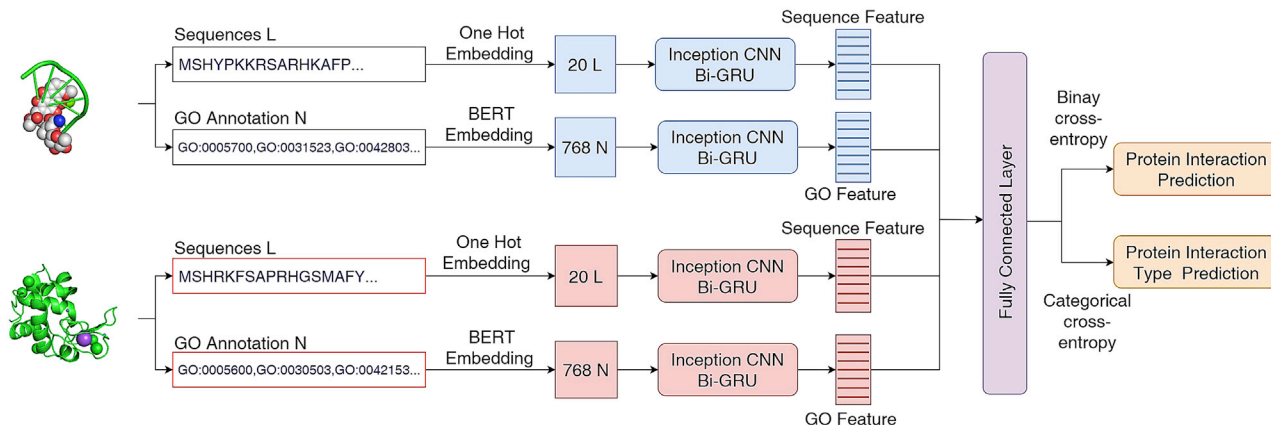 Sequences L
MSHYPKKRSARHKAFP...
One Hot
Embedding
20 L
Inception CNN
Bi-GRU
Sequence Feature
GO Annotation N
GO:0005700,GO:0031523,GO:0042803...
BERT
Embedding
768 N
Inception CNN
Bi-GRU
GO Feature
Sequences L
MSHRKFSAPRHGSMAFY...
One Hot
Embedding
20 L
Inception CNN
Bi-GRU
Sequence Feature
GO Annotation N
GO:0005600,GO:0030503,GO:0042153...
BERT
Embedding
768 N
Inception CNN
Bi-GRU
GO Feature
Fully Connected Layer
Binay
cross-
entropy
Protein Interaction
Prediction
Protein Interaction
Type Prediction
Categorical
cross-
entropy